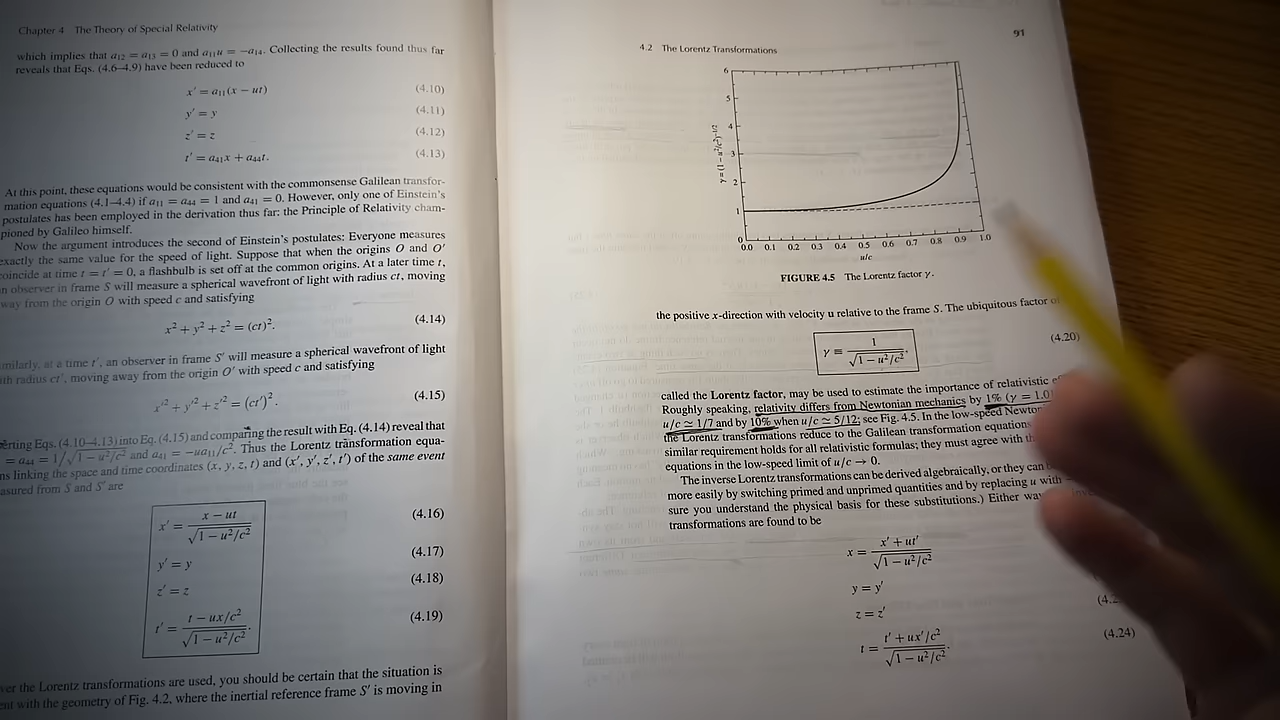 Chapter 4 The Theory of Special Relativity
which implies that a12 = a13 = 0 and a11u = −a14. Collecting the results found thus far
reveals that Eqs. (4.6–4.9) have been reduced to
x′ = a11(x − ut) (4.10)
y′ = y (4.11)
z′ = z (4.12)
t′ = a41x + a44t. (4.13)
At this point, these equations would be consistent with the commonsense Galilean transfor-
mation equations (4.1–4.4) if a11 = a44 = 1 and a41 = 0. However, only one of Einstein's
postulates has been employed in the derivation thus far: the Principle of Relativity cham-
pioned by Galileo himself.
Now the argument introduces the second of Einstein's postulates: Everyone measures
exactly the same value for the speed of light. Suppose that when the origins O and O′
coincide at time t = t′ = 0, a flashbulb is set off at the common origins. At a later time t,
n observer in frame S will measure a spherical wavefront of light with radius ct, moving
way from the origin O with speed c and satisfying
x² + y² + z² = (ct)². (4.14)
imilarly, at a time t′, an observer in frame S′ will measure a spherical wavefront of light
ith radius ct′, moving away from the origin O′ with speed c and satisfying
x′² + y′² + z′² = (ct′)². (4.15)
erting Eqs. (4.10–4.13) into Eq. (4.15) and comparing the result with Eq. (4.14) reveal that
= a44 = 1/√1 − u²/c² and a41 = −ua11/c². Thus the Lorentz transformation equa-
ns linking the space and time coordinates (x, y, z, t) and (x′, y′, z′, t′) of the same event
asured from S and S′ are
x′ = x − ut / √1 − u²/c² (4.16)
y′ = y (4.17)
z′ = z (4.18)
t′ = t − ux/c² / √1 − u²/c². (4.19)
ver the Lorentz transformations are used, you should be certain that the situation is
ent with the geometry of Fig. 4.2, where the inertial reference frame S′ is moving in
4.2 The Lorentz Transformations 91
γ = (1 − u²/c²)^−1/2
6
5
4
3
2
1
0
0.0 0.1 0.2 0.3 0.4 0.5 0.6 0.7 0.8 0.9 1.0
u/c
FIGURE 4.5 The Lorentz factor γ.
the positive x-direction with velocity u relative to the frame S. The ubiquitous factor of
γ ≡ 1 / √1 − u²/c² (4.20)
called the Lorentz factor, may be used to estimate the importance of relativistic
Roughly speaking, relativity differs from Newtonian mechanics by 1% (γ = 1.01
u/c ≃ 1/7 and by 10% when u/c ≃ 5/12; see Fig. 4.5. In the low-speed Newton
the Lorentz transformations reduce to the Galilean transformation equations
similar requirement holds for all relativistic formulas; they must agree with th
equations in the low-speed limit of u/c → 0.
The inverse Lorentz transformations can be derived algebraically, or they can
more easily by switching primed and unprimed quantities and by replacing u with −
sure you understand the physical basis for these substitutions.) Either way
transformations are found to be
x = x′ + ut′ / √1 − u²/c²
y = y′
z = z′ (4.2
t = t′ + ux′/c² / √1 − u²/c². (4.24)